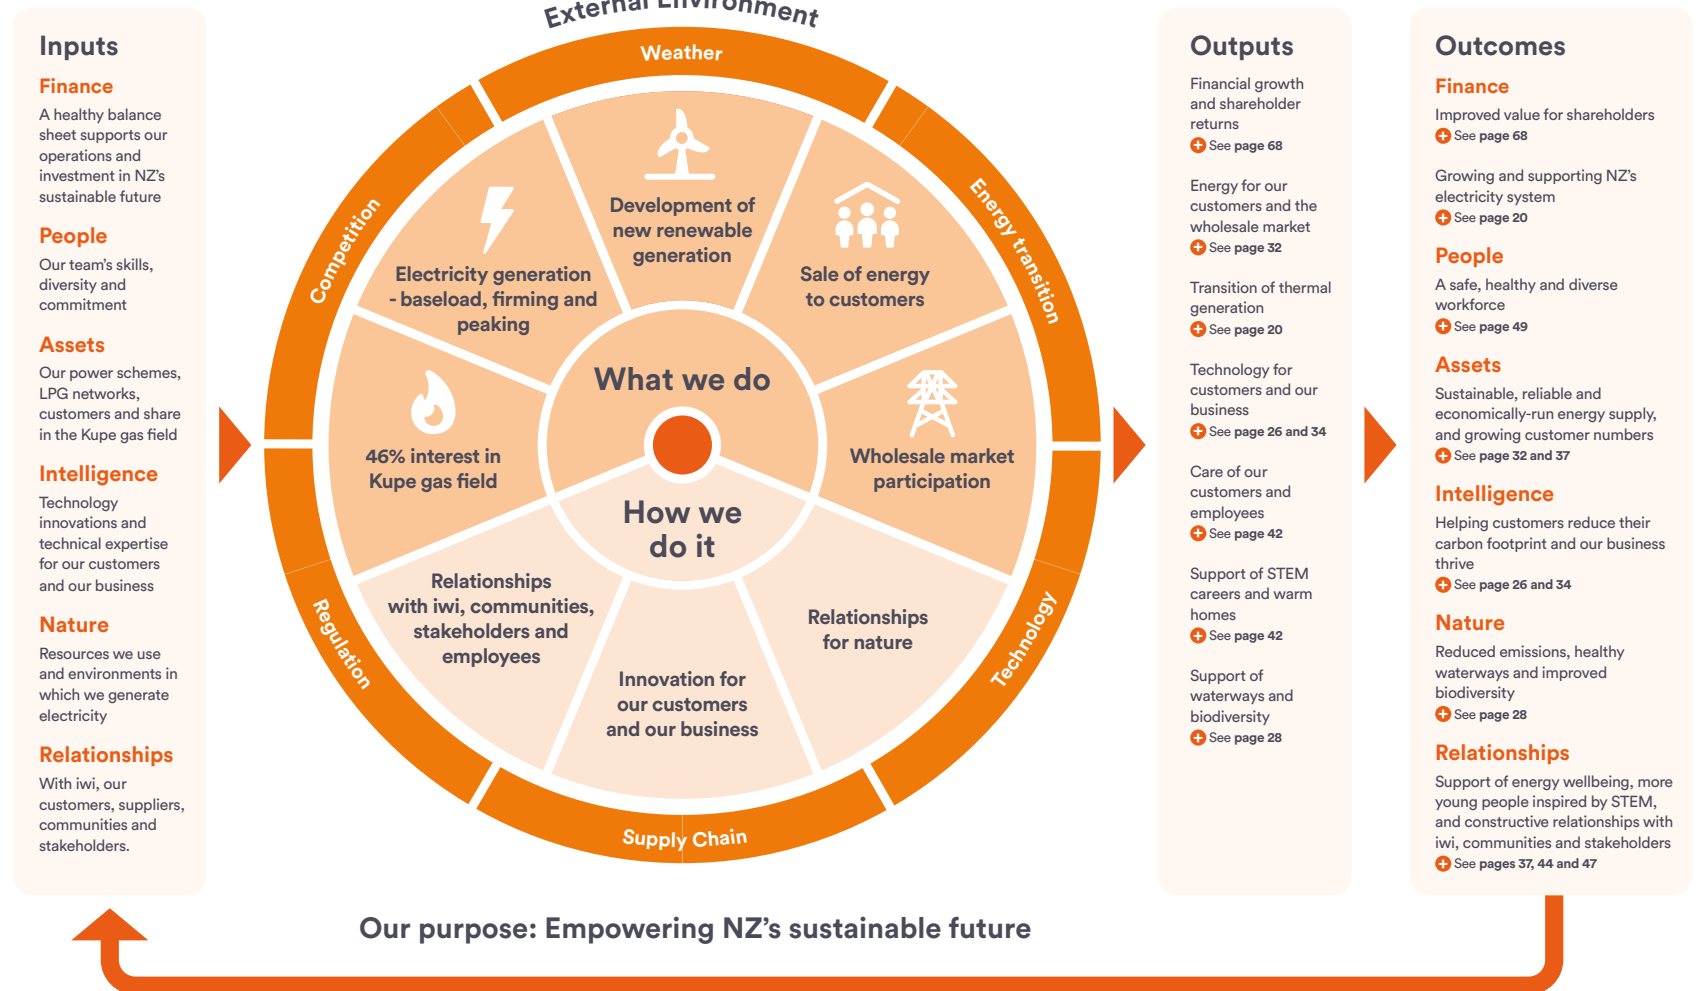 Inputs
Finance
A healthy balance
sheet supports our
operations and
investment in NZ's
sustainable future
People
Our team's skills,
diversity and
commitment
Assets
Our power schemes,
LPG networks,
customers and share
in the Kupe gas field
Intelligence
Technology
innovations and
technical expertise
for our customers
and our business
Nature
Resources we use
and environments in
which we generate
electricity
Relationships
With iwi, our
customers, suppliers,
communities and
stakeholders.
External Environment
Weather
Competition
Energy transition
Regulation
Technology
Supply Chain
Development of
new renewable
generation
Electricity generation
- baseload, firming and
peaking
Sale of energy
to customers
46% interest in
Kupe gas field
What we do
Wholesale market
participation
How we
do it
Relationships
with iwi, communities,
stakeholders and
employees
Innovation for
our customers
and our business
Relationships
for nature
Outputs
Financial growth
and shareholder
returns
See page 68
Energy for our
customers and the
wholesale market
See page 32
Transition of thermal
generation
See page 20
Technology for
customers and our
business
See page 26 and 34
Care of our
customers and
employees
See page 42
Support of STEM
careers and warm
homes
See page 42
Support of
waterways and
biodiversity
See page 28
Outcomes
Finance
Improved value for shareholders
See page 68
Growing and supporting NZ's
electricity system
See page 20
People
A safe, healthy and diverse
workforce
See page 49
Assets
Sustainable, reliable and
economically-run energy supply,
and growing customer numbers
See page 32 and 37
Intelligence
Helping customers reduce their
carbon footprint and our business
thrive
See page 26 and 34
Nature
Reduced emissions, healthy
waterways and improved
biodiversity
See page 28
Relationships
Support of energy wellbeing, more
young people inspired by STEM,
and constructive relationships with
iwi, communities and stakeholders
See pages 37, 44 and 47
Our purpose: Empowering NZ's sustainable future